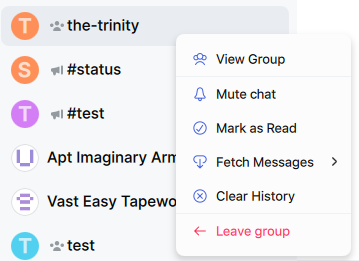 T the-trinity
View Group
S #status
Mute chat
T #test
Mark as Read
Apt Imaginary Arm
Fetch Messages
Clear History
Vast Easy Tapewo
Leave group
T test